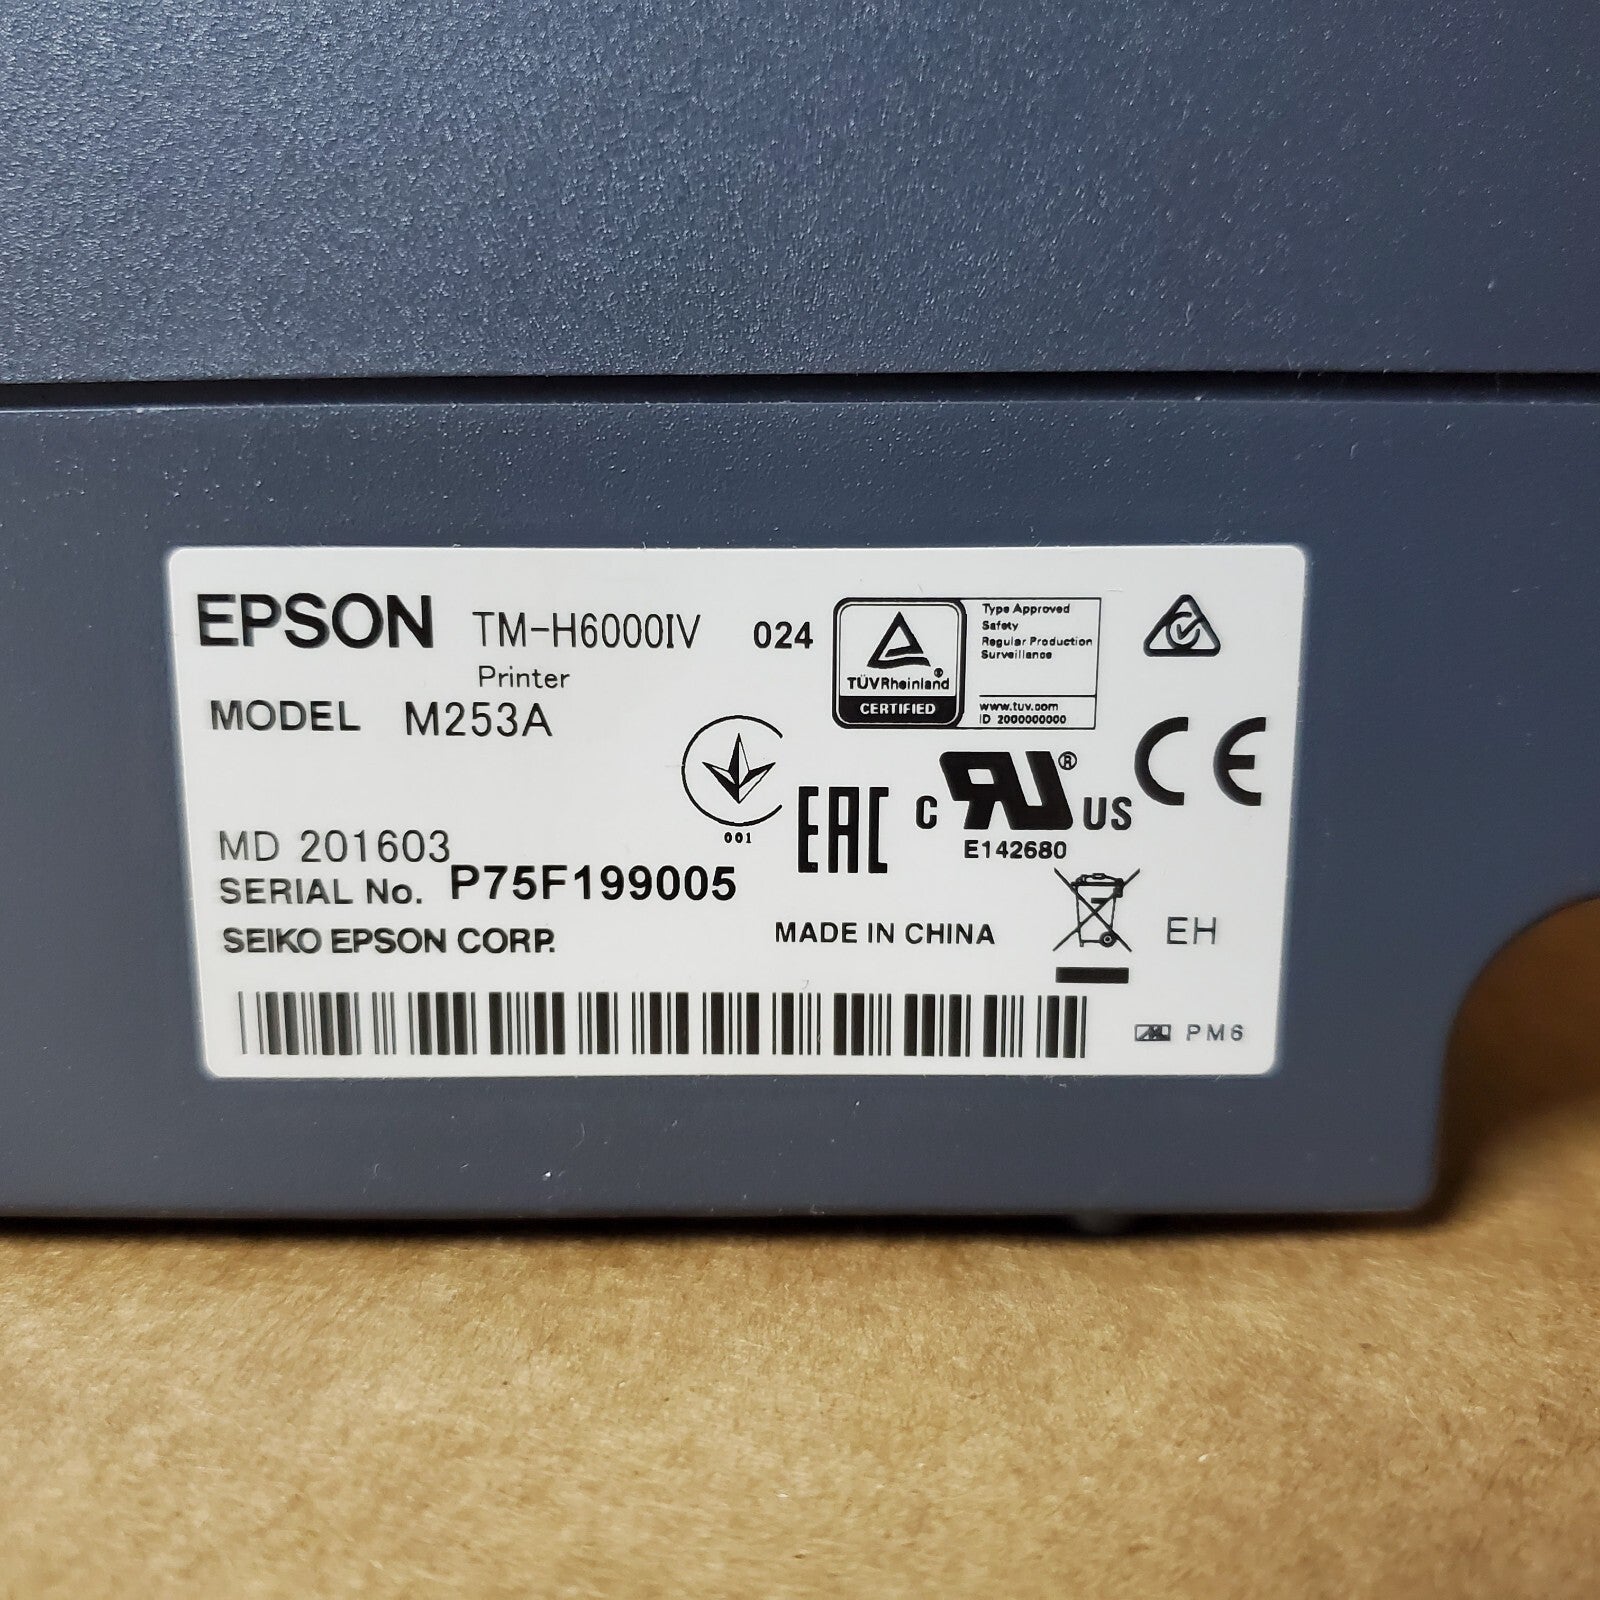 EPSON TM-H6000IV 024
Printer
MODEL M253A
TÜVRheinland®
CERTIFIED
Type Approved
Safety
Regular Production
Surveillance
www.tuv.com
ID 2000000000
001
EAC
C RU® US
E142680
CE
MD 201603
SERIAL No. P75F199005
SEIKO EPSON CORP.
MADE IN CHINA
EH
PM6